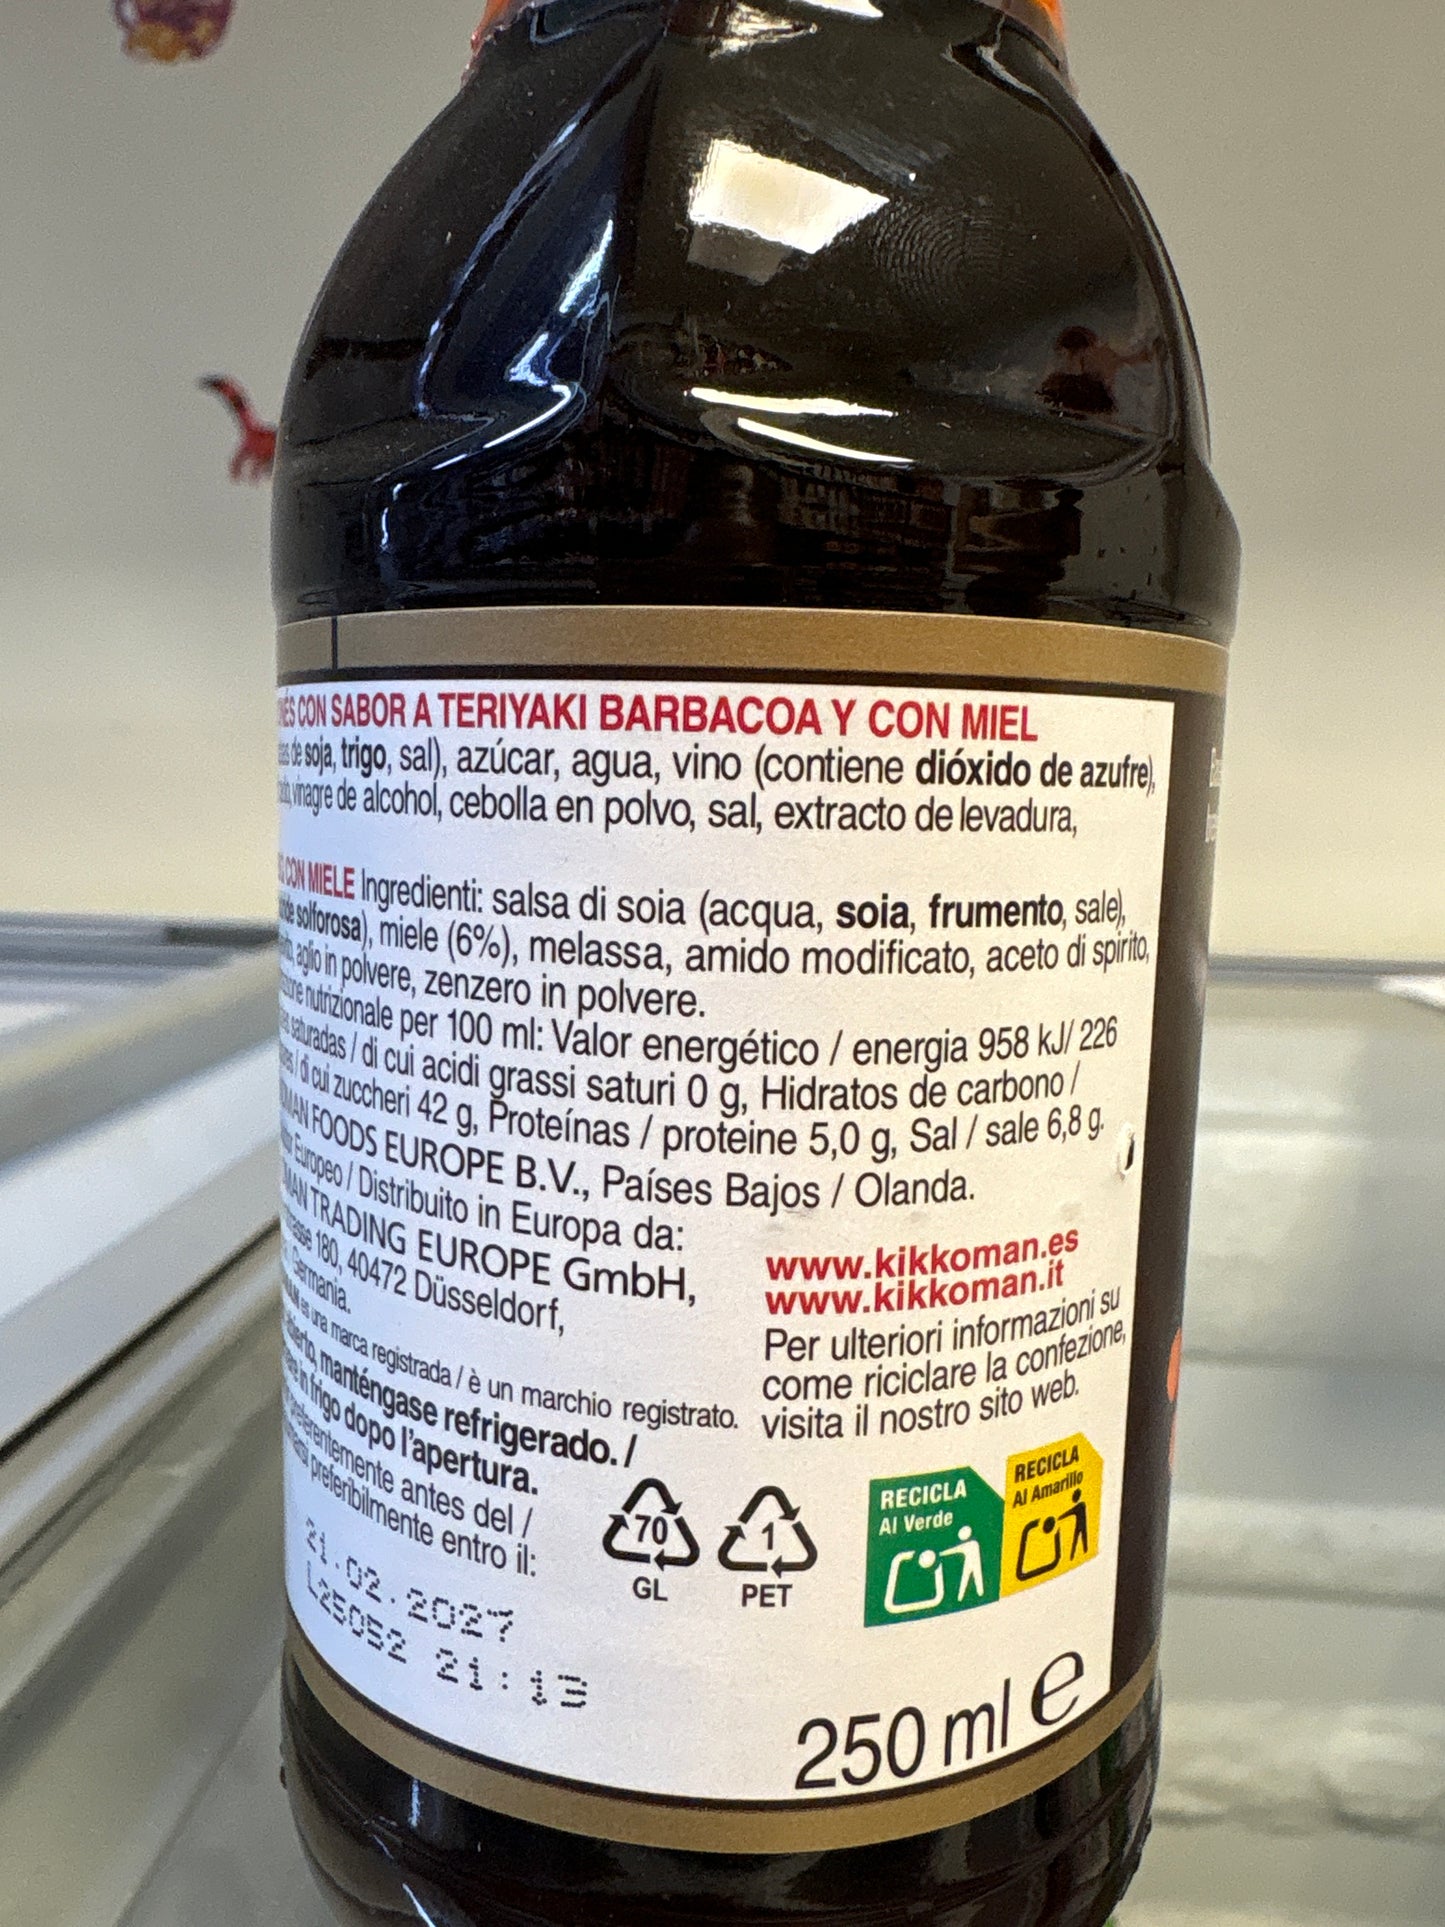 CON SABOR A TERIYAKI BARBACOA Y CON MIEL
de soja, trigo, sal), azúcar, agua, vino (contiene dióxido de azufre),
vinagre de alcohol, cebolla en polvo, sal, extracto de levadura,
CON MIELE Ingredienti: salsa di soia (acqua, soia, frumento, sale),
solforosa), miele (6%), melassa, amido modificato, aceto di spirito,
aglio in polvere, zenzero in polvere.
nutrizionale per 100 ml: Valor energético / energia 958 kJ/ 226
saturadas / di cui acidi grassi saturi 0 g, Hidratos de carbono /
/ di cui zuccheri 42 g, Proteínas / proteine 5,0 g, Sal / sale 6,8 g.
FOODS EUROPE B.V., Países Bajos / Olanda.
Europeo / Distribuito in Europa da:
TRADING EUROPE GmbH,
180, 40472 Düsseldorf,
Germania.
es una marca registrada / è un marchio registrato.
manténgase refrigerado. /
in frigo dopo l'apertura.
antes del /
preferibilmente entro il:
21.02.2027
L25052 21:13
www.kikkoman.es
www.kikkoman.it
Per ulteriori informazioni su
come riciclare la confezione,
visita il nostro sito web.
70
GL
1
PET
RECICLA
Al Verde
RECICLA
Al Amarillo
250 ml e